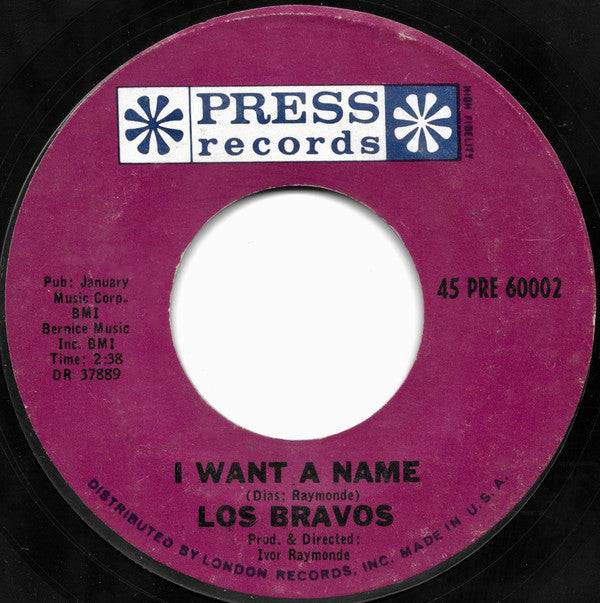 PRESS
records
HIGH FIDELITY
Pub: January
Music Corp.
BMI
Bernice Music
Inc. BMI
Time: 2:38
DR 37889
45 PRE 60002
I WANT A NAME
(Dias; Raymonde)
LOS BRAVOS
Prod. & Directed:
Ivor Raymonde
DISTRIBUTED BY LONDON RECORDS, INC. MADE IN U.S.A.